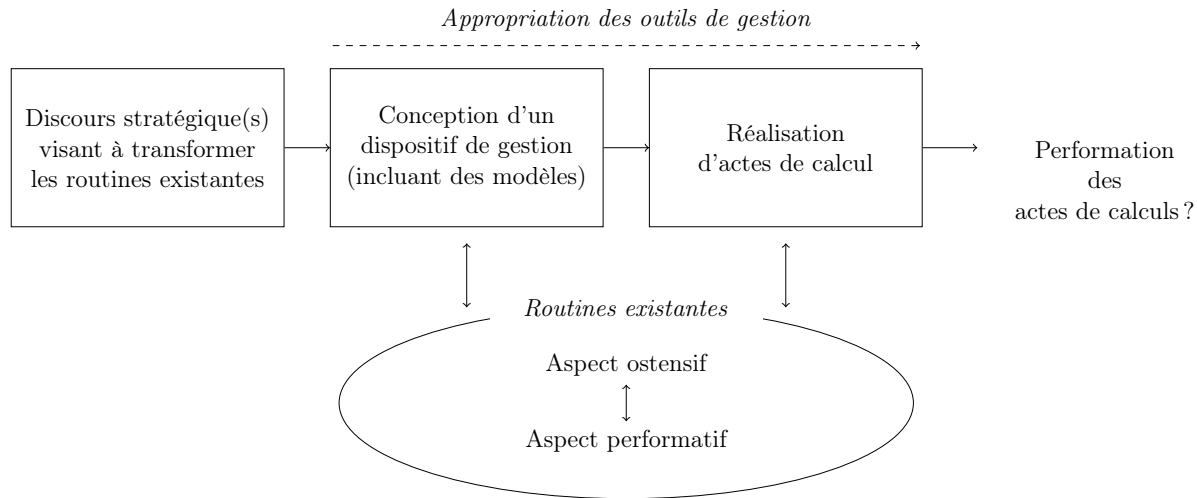 Appropriation des outils de gestion
Discours stratégique(s)
visant à transformer
les routines existantes
Conception d'un
dispositif de gestion
(incluant des modèles)
Réalisation
d'actes de calcul
Performation
des
actes de calculs ?
Routines existantes
Aspect ostensif
Aspect performatif